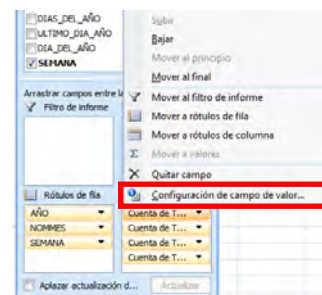 DIAS_DEL_AÑO
ULTIMO_DIA_AÑO
DIA_DEL_AÑO
SEMANA
Arrastrar campos entre la
Filtro de informe
Rótulos de fila
AÑO
NOMMES
SEMANA
Cuenta de T...
Cuenta de T...
Cuenta de T...
Cuenta de T...
Aplazar actualización d...
Actualizar
Subir
Bajar
Mover al principio
Mover al final
Mover al filtro de informe
Mover a rótulos de fila
Mover a rótulos de columna
Σ Mover a valores
Quitar campo
Configuración de campo de valor...